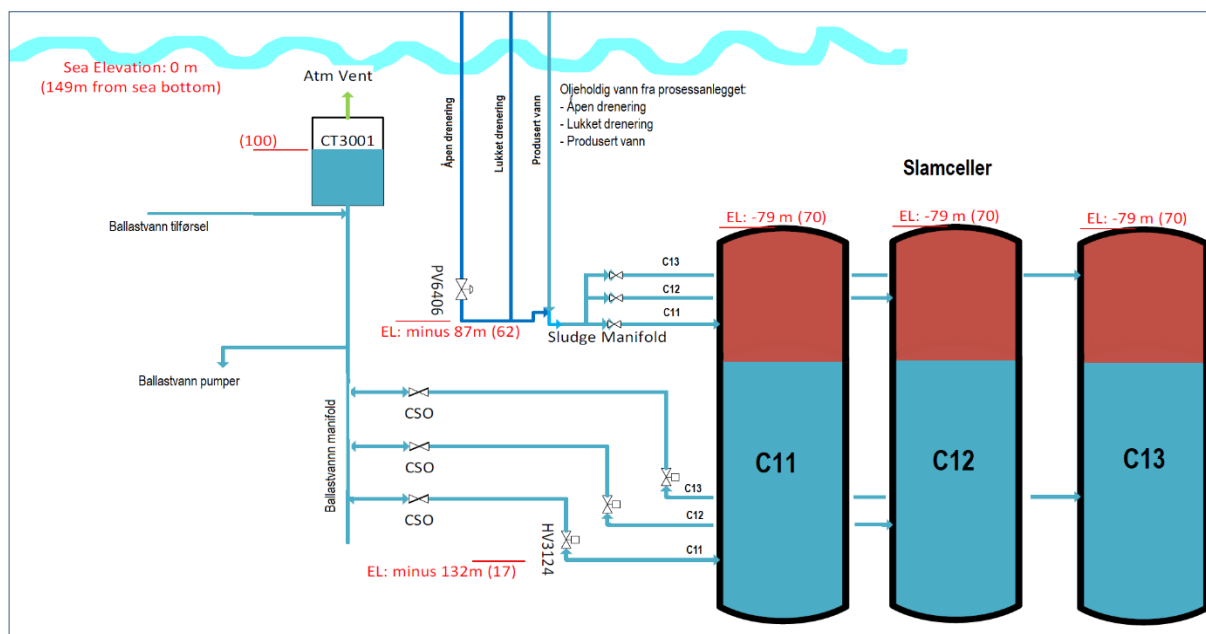 Sea Elevation: 0 m
(149m from sea bottom)
Atm Vent
(100)
CT3001
Åpen drenering
Lukket drenering
Produsert vann
Oljeholdig vann fra prosessanlegget:
- Åpen drenering
- Lukket drenering
- Produsert vann
Slamceller
EL: -79 m (70)
EL: -79 m (70)
EL: -79 m (70)
Ballastvann tilførsel
PV6406
C13
C12
C11
EL: minus 87m (62)
Sludge Manifold
Ballastvann pumper
Ballastvannn manifold
CSO
CSO
CSO
C13
C12
C11
HV3124
EL: minus 132m (17)
C11
C12
C13